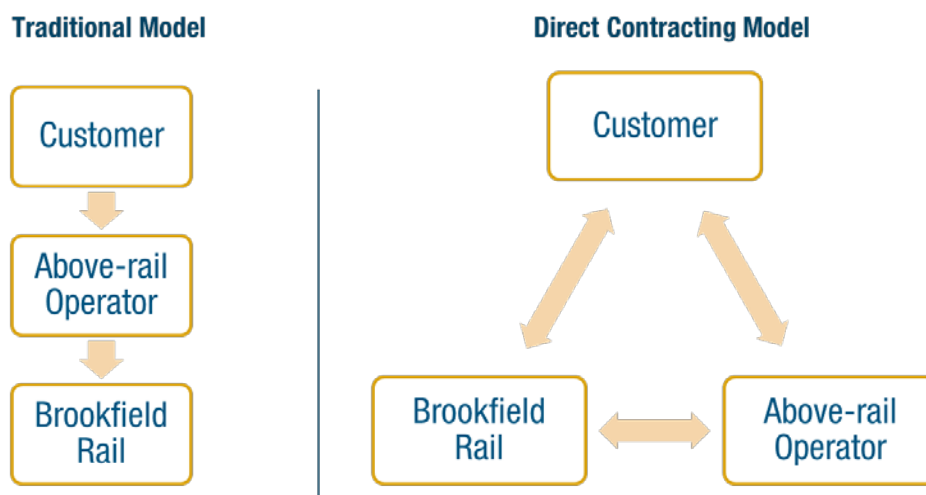 Traditional Model
Customer
Above-rail
Operator
Brookfield
Rail
Direct Contracting Model
Customer
Brookfield
Rail
Above-rail
Operator